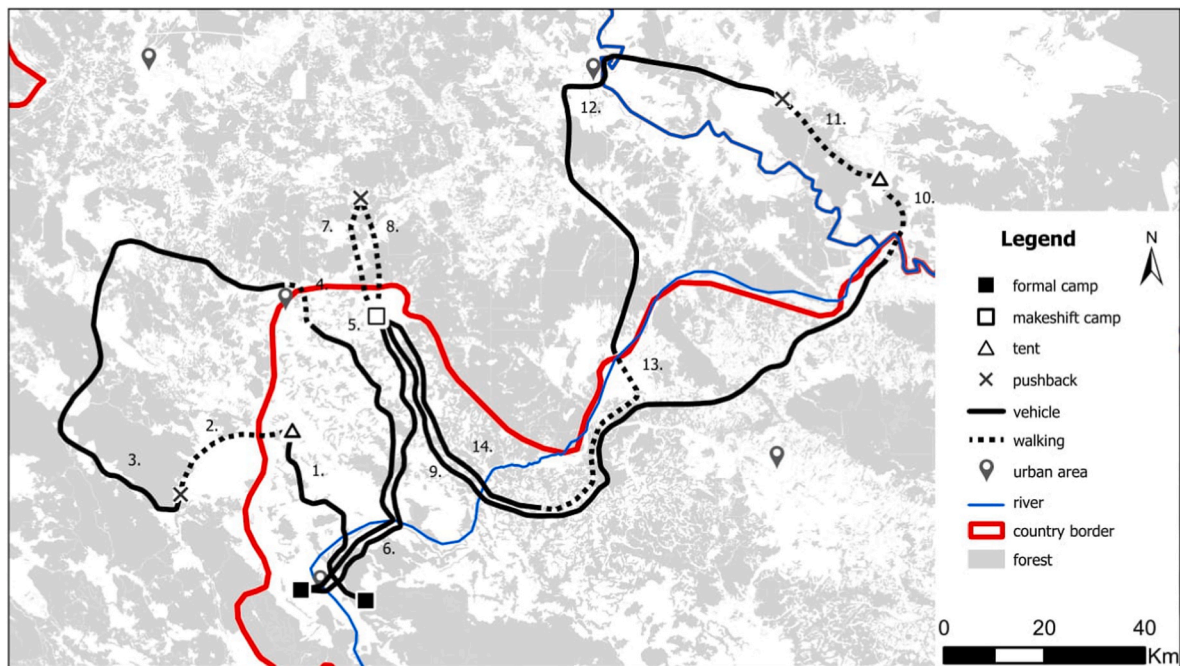 12.
11.
10.
7.
8.
4.
5.
13.
2.
3.
1.
14.
9.
6.
Legend
N
formal camp
makeshift camp
tent
pushback
vehicle
walking
urban area
river
country border
forest
0 20 40
Km